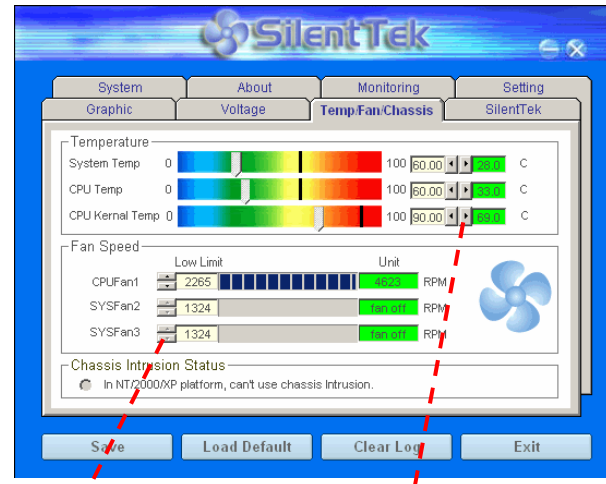 SilentTek
System About Monitoring Setting
Graphic Voltage Temp/Fan/Chassis SilentTek
Temperature
System Temp 0 100 60.00 28.0 C
CPU Temp 0 100 60.00 33.0 C
CPU Kernal Temp 0 100 90.00 69.0 C
Fan Speed
Low Limit Unit
CPUFan1 2265 4623 RPM
SYSFan2 1324 fan off RPM
SYSFan3 1324 fan off RPM
Chassis Intrusion Status
In NT/2000/XP platform, can't use chassis Intrusion.
Save Load Default Clear Log Exit